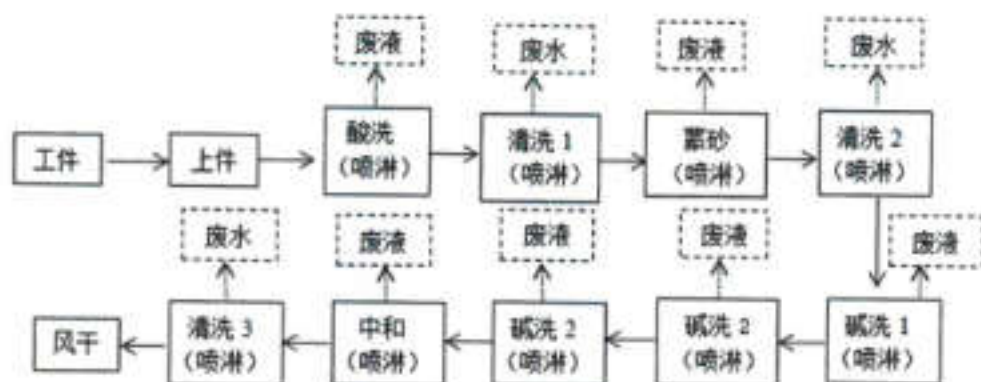 废液
废水
废液
废水
工件
上件
酸洗
(喷淋)
清洗 1
(喷淋)
蒙砂
(喷淋)
清洗 2
(喷淋)
废水
废液
废液
废液
废液
风干
清洗 3
(喷淋)
中和
(喷淋)
碱洗 2
(喷淋)
碱洗 2
(喷淋)
碱洗 1
(喷淋)